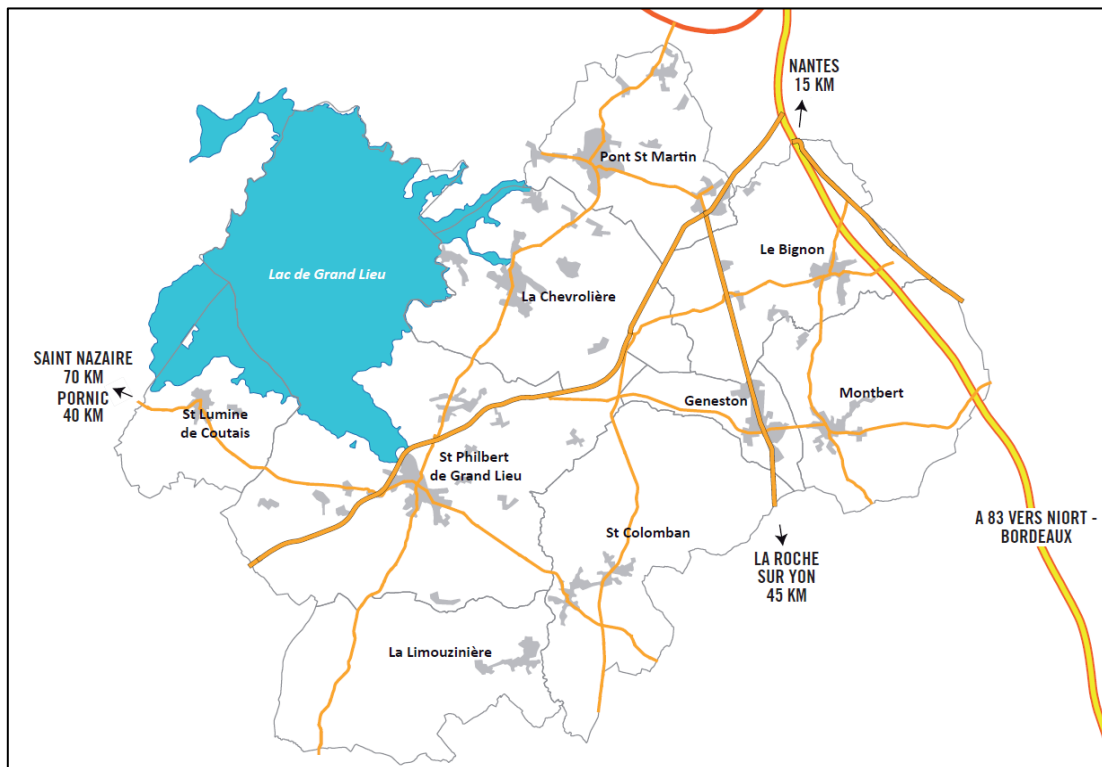 NANTES
15 KM
Pont St Martin
Le Bignon
Lac de Grand Lieu
La Chevrolière
SAINT NAZAIRE
70 KM
PORNIC
40 KM
St Lumine
de Coutais
Geneston
Montbert
St Philbert
de Grand Lieu
A 83 VERS NIORT -
BORDEAUX
St Colomban
LA ROCHE
SUR YON
45 KM
La Limouzinière